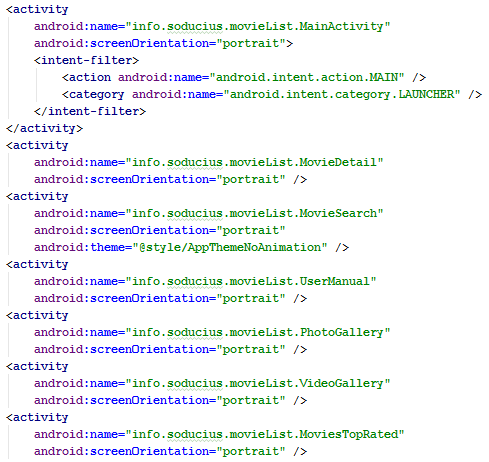 <activity
android:name="info.soducius.movieList.MainActivity"
android:screenOrientation="portrait">
<intent-filter>
<action android:name="android.intent.action.MAIN" />
<category android:name="android.intent.category.LAUNCHER" />
</intent-filter>
</activity>
<activity
android:name="info.soducius.movieList.MovieDetail"
android:screenOrientation="portrait" />
<activity
android:name="info.soducius.movieList.MovieSearch"
android:screenOrientation="portrait"
android:theme="@style/AppThemeNoAnimation" />
<activity
android:name="info.soducius.movieList.UserManual"
android:screenOrientation="portrait" />
<activity
android:name="info.soducius.movieList.PhotoGallery"
android:screenOrientation="portrait" />
<activity
android:name="info.soducius.movieList.VideoGallery"
android:screenOrientation="portrait" />
<activity
android:name="info.soducius.movieList.MoviesTopRated"
android:screenOrientation="portrait" />